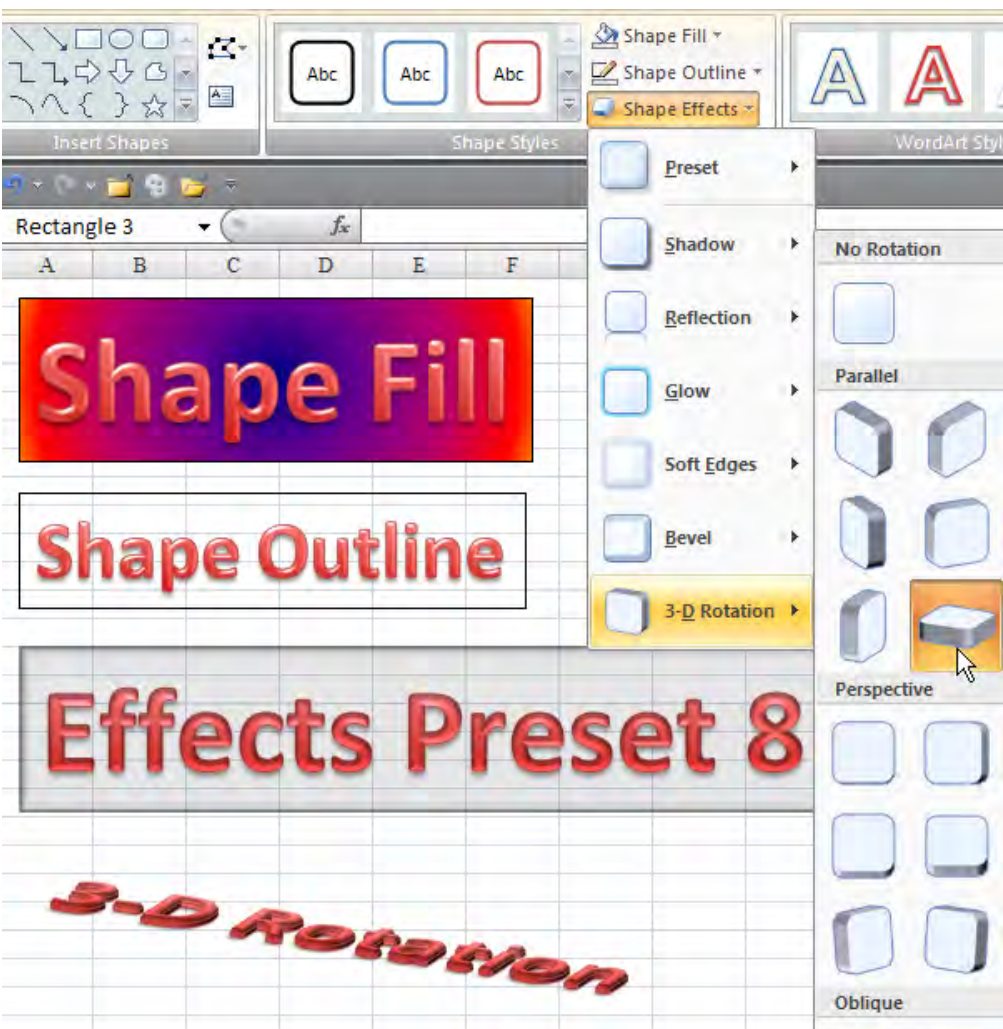 Abc Abc Abc
Shape Fill
Shape Outline
Shape Effects
A A
Insert Shapes
Shape Styles
WordArt Sty
Preset
Shadow
Reflection
Glow
Soft Edges
Bevel
3-D Rotation
Rectangle 3
fx
A B C D E F
Shape Fill
Shape Outline
Effects Preset 8
3-D Rotation
No Rotation
Parallel
Perspective
Oblique